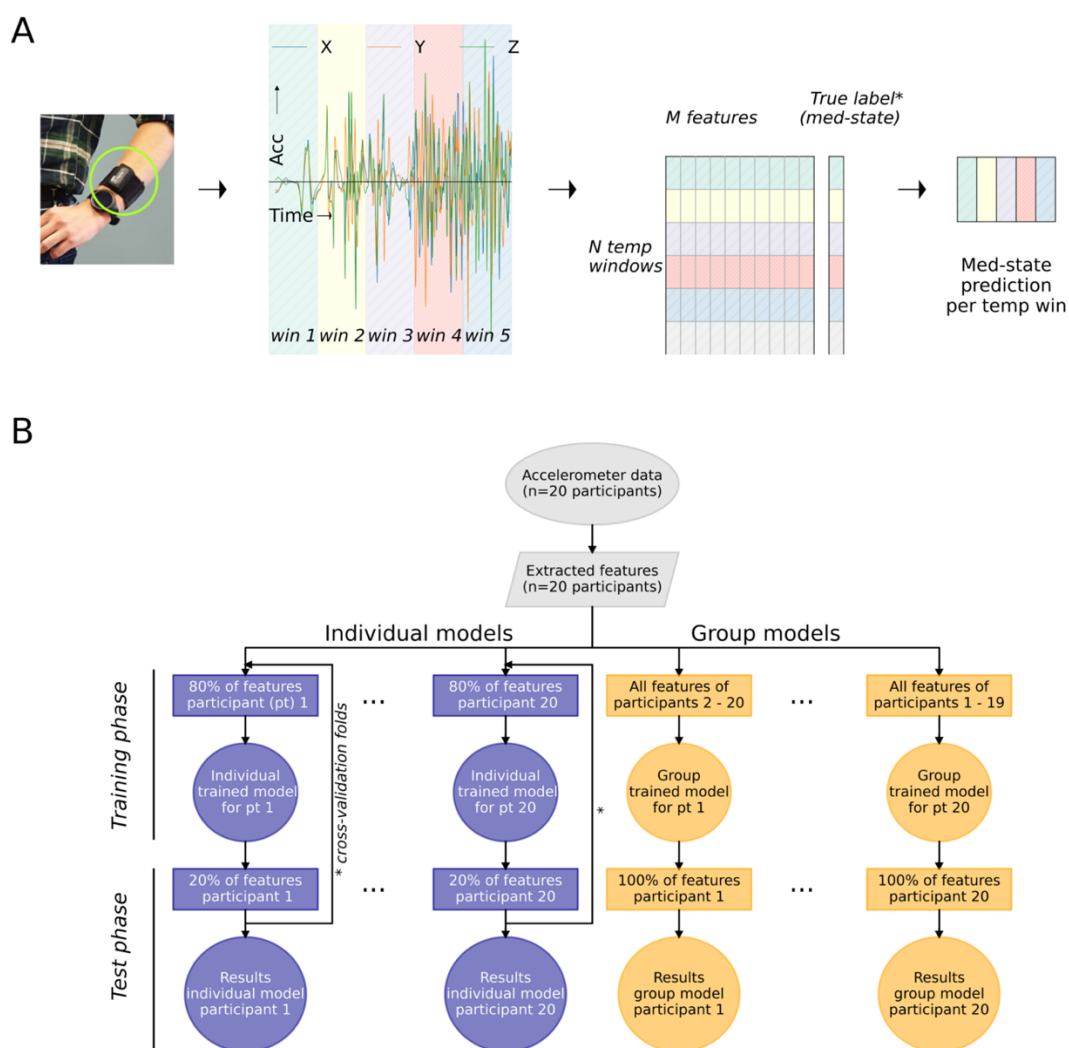 A
X
Y
Z
Acc
Time
win 1
win 2
win 3
win 4
win 5
M features
True label*
(med-state)
N temp
windows
Med-state
prediction
per temp win
B
Accelerometer data
(n=20 participants)
Extracted features
(n=20 participants)
Individual models
Group models
Training phase
80% of features
participant (pt) 1
...
80% of features
participant 20
All features of
participants 2 - 20
...
All features of
participants 1 - 19
Individual
trained model
for pt 1
* cross-validation folds
Individual
trained model
for pt 20
*
Group
trained model
for pt 1
Group
trained model
for pt 20
Test phase
20% of features
participant 1
...
20% of features
participant 20
100% of features
participant 1
...
100% of features
participant 20
Results
individual model
participant 1
Results
individual model
participant 20
Results
group model
participant 1
Results
group model
participant 20